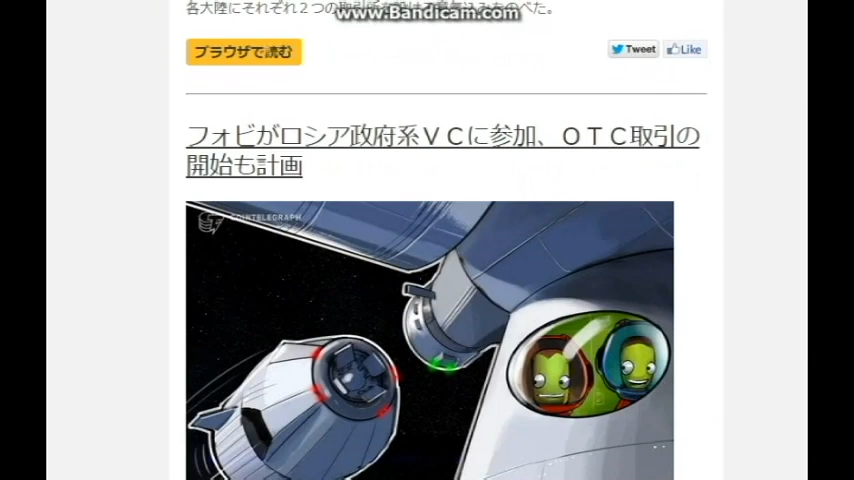 各大陸にそれぞれ２つの
www.Bandicam.com
ブラウザで読む
Tweet
Like
フォビがロシア政府系ＶＣに参加、ＯＴＣ取引の
開始も計画
COINTELEGRAPH